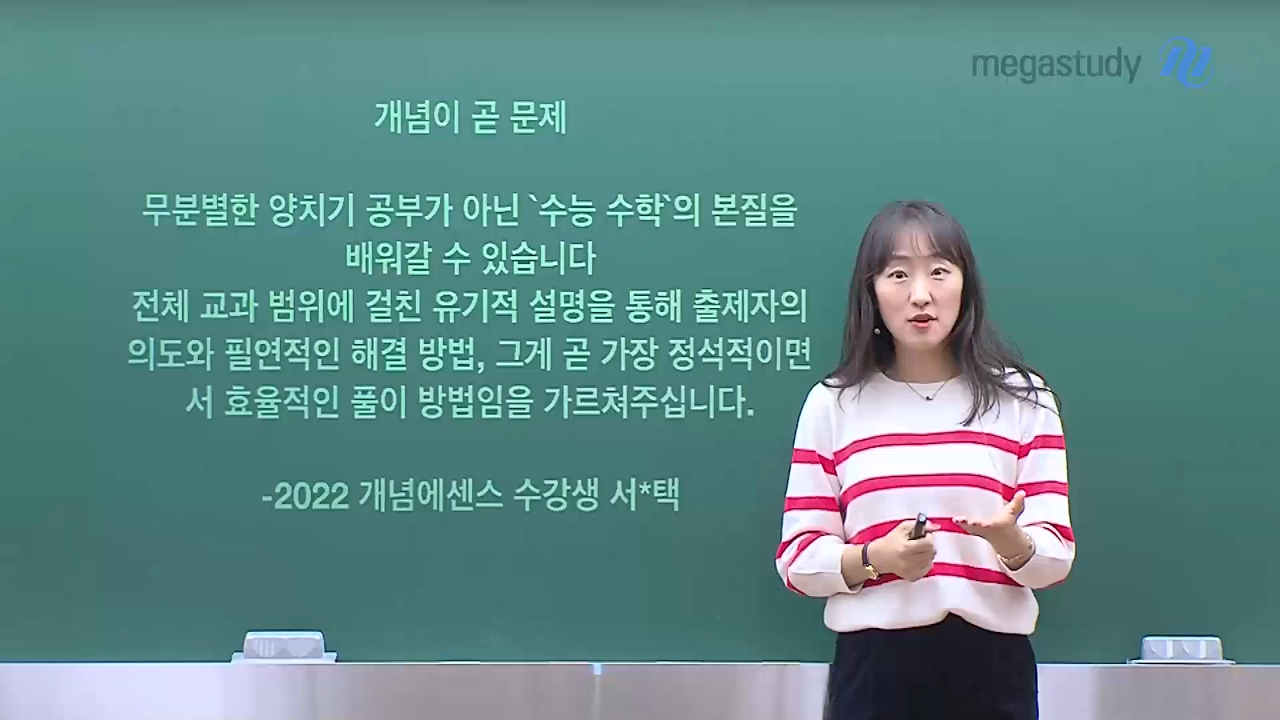 megastudy
개념이 곧 문제
무분별한 양치기 공부가 아닌 `수능 수학`의 본질을
배워갈 수 있습니다
전체 교과 범위에 걸친 유기적 설명을 통해 출제자의
의도와 필연적인 해결 방법, 그게 곧 가장 정석적이면
서 효율적인 풀이 방법임을 가르쳐주십니다.
-2022 개념에센스 수강생 서*택